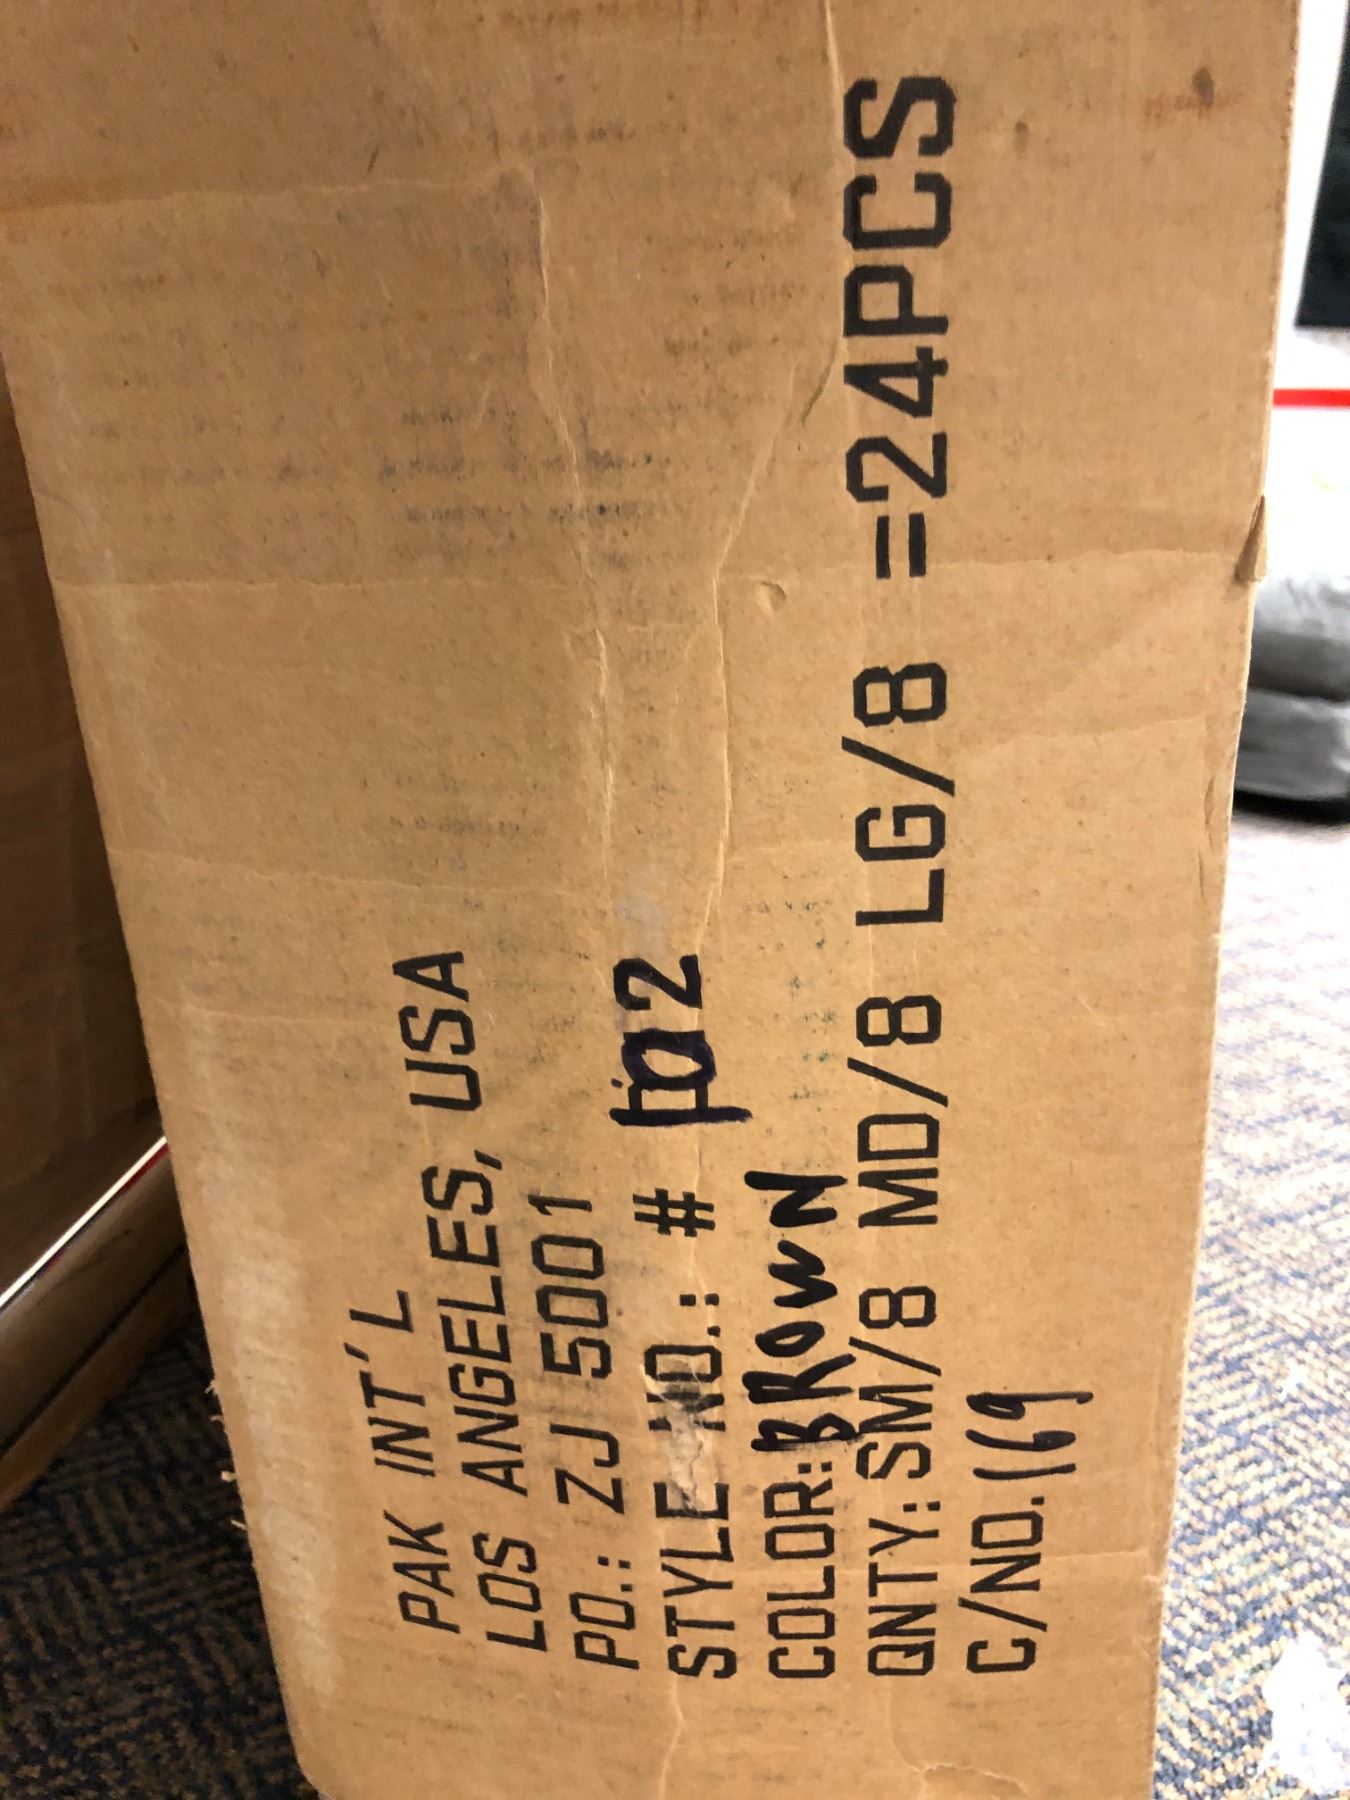 PAK INT'L
LOS ANGELES, USA
PO.: ZJ 5001
STYLE NO.: # 102
COLOR: BROWN
QNTY: SM/8 MD/8 LG/8 =24PCS
C/NO. 169